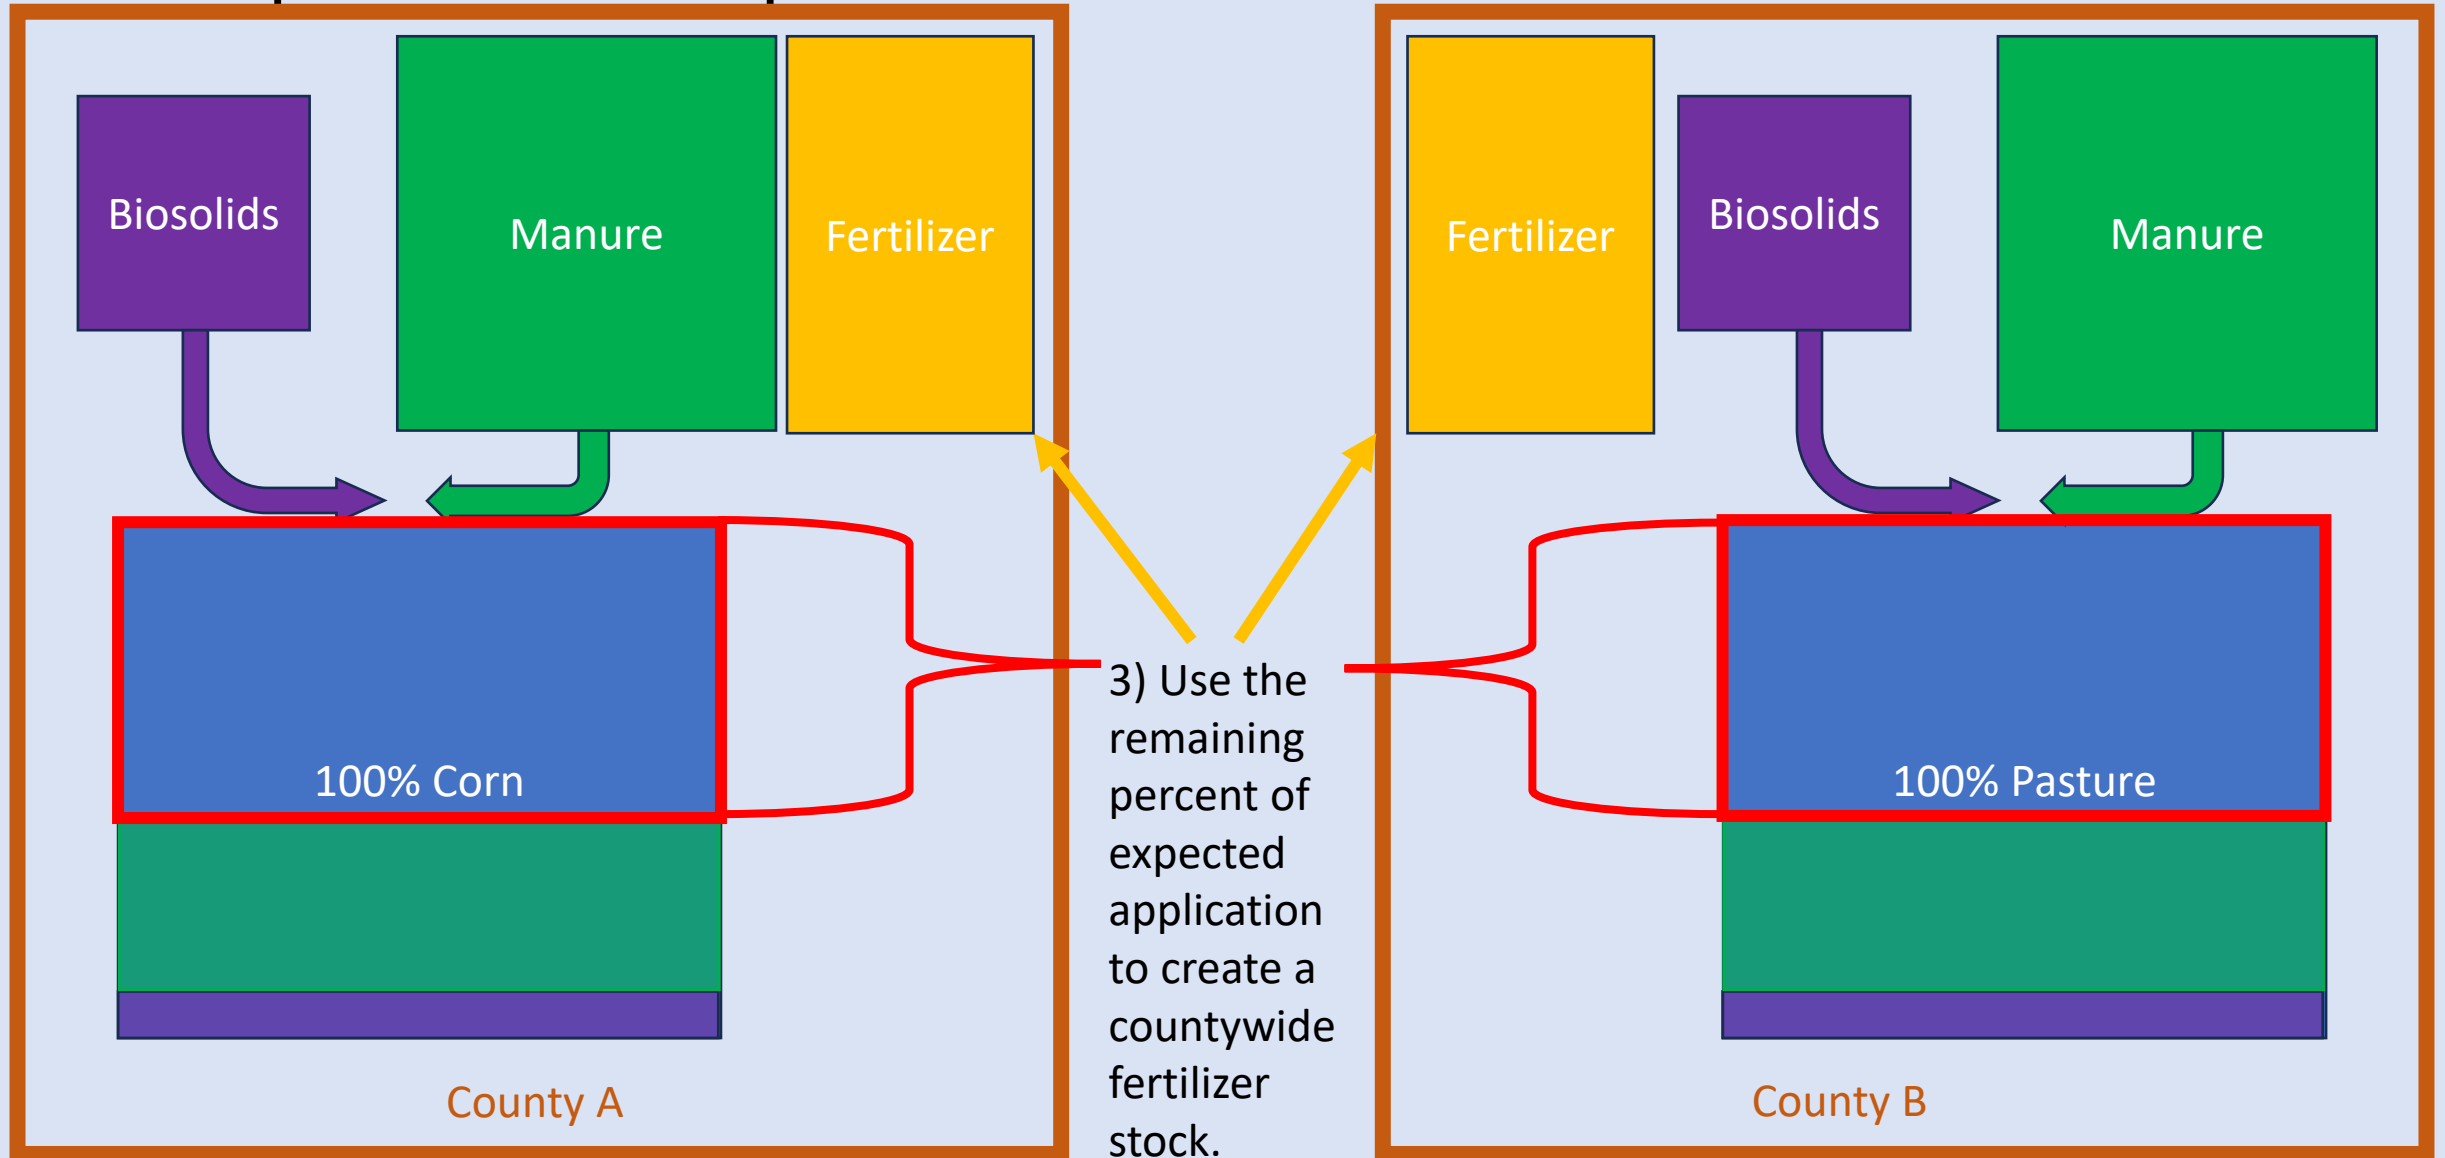 Biosolids
Manure
Fertilizer
Fertilizer
Biosolids
Manure
100% Corn
3) Use the
remaining
percent of
expected
application
to create a
countywide
fertilizer
stock.
100% Pasture
County A
County B